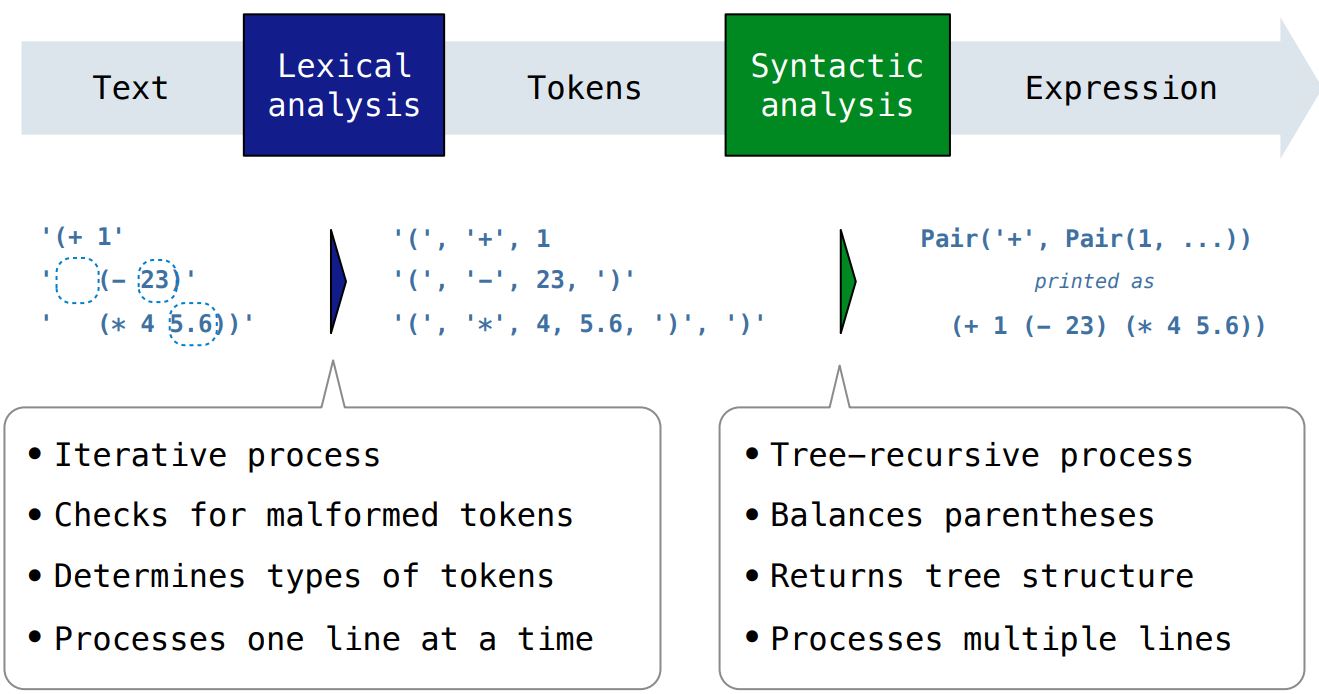 Text
Lexical
analysis
Tokens
Syntactic
analysis
Expression
'(+ 1'
'   (− 23)'
'   (* 4 5.6))'
'(', '+', 1
'(', '−', 23, ')'
'(', '*', 4, 5.6, ')', ')'
Pair('+', Pair(1, ...))
printed as
(+ 1 (− 23) (* 4 5.6))
• Iterative process
• Checks for malformed tokens
• Determines types of tokens
• Processes one line at a time
• Tree−recursive process
• Balances parentheses
• Returns tree structure
• Processes multiple lines